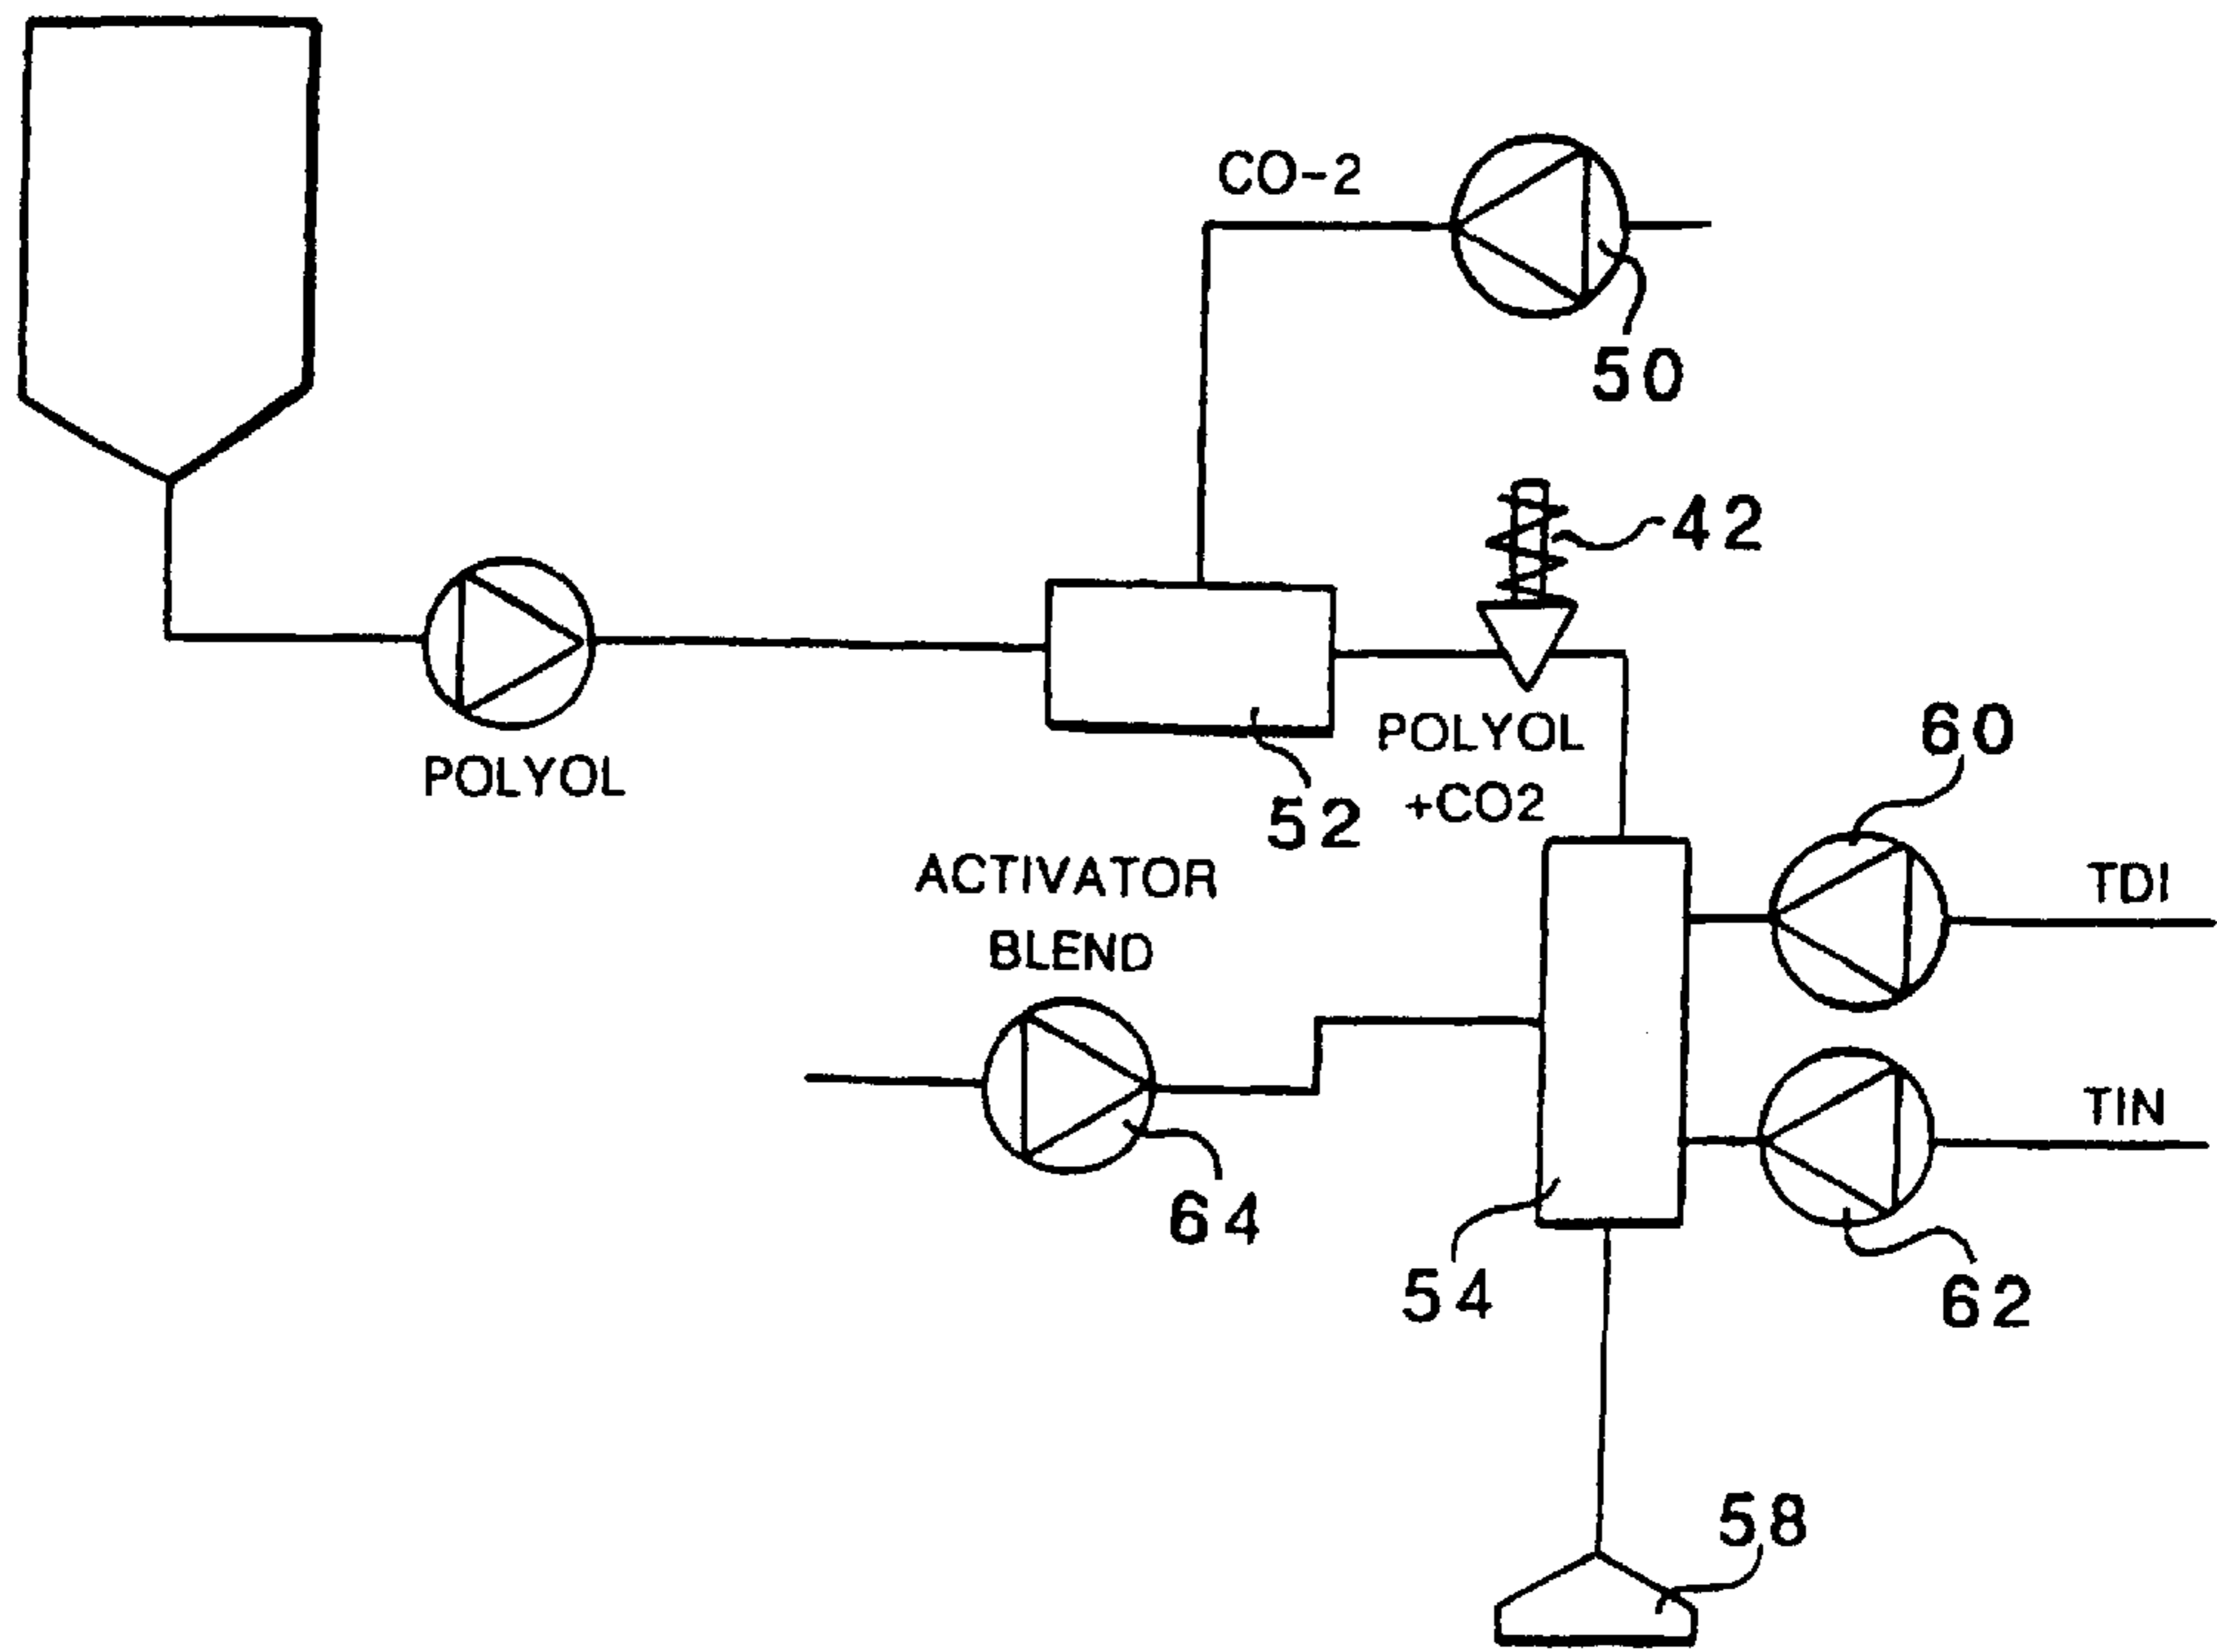 CO-2
50
42
POLYOL
52
POLYOL
+CO2
60
TDI
ACTIVATOR
BLEND
64
TIN
54
62
58